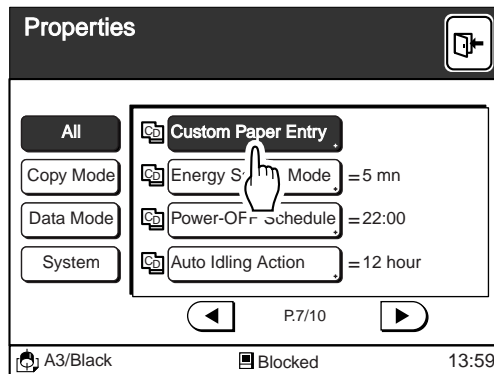 Properties
All
Custom Paper Entry
Copy Mode
Energy S Mode = 5 mn
Data Mode
Power-OFF Schedule = 22:00
System
Auto Idling Action = 12 hour
P.7/10
A3/Black
Blocked
13:59